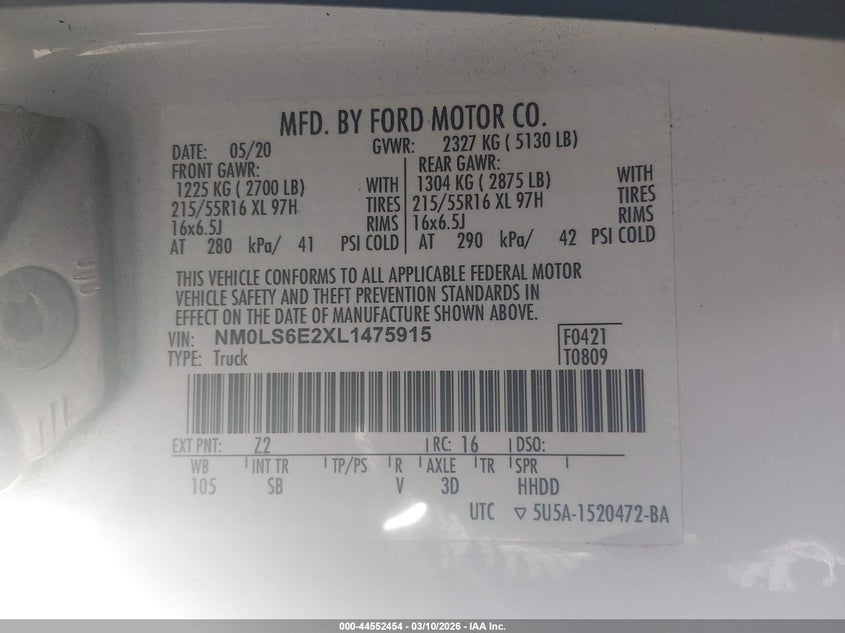 MFD. BY FORD MOTOR CO.
DATE: 05/20 GVWR: 2327 KG ( 5130 LB)
FRONT GAWR: REAR GAWR:
1225 KG ( 2700 LB) WITH 1304 KG ( 2875 LB) WITH
215/55R16 XL 97H TIRES 215/55R16 XL 97H TIRES
16x6.5J RIMS 16x6.5J RIMS
AT 280 kPa/ 41 PSI COLD AT 290 kPa/ 42 PSI COLD
THIS VEHICLE CONFORMS TO ALL APPLICABLE FEDERAL MOTOR
VEHICLE SAFETY AND THEFT PREVENTION STANDARDS IN
EFFECT ON THE DATE OF MANUFACTURE SHOWN ABOVE.
VIN: NM0LS6E2XL1475915 F0421
TYPE: Truck T0809
EXT PNT: Z2 RC: 16 DSO:
WB INT TR TP/PS R AXLE TR SPR
105 SB V 3D HHDD
UTC ▽ 5U5A-1520472-BA
000-44552454 - 03/10/2026 - IAA Inc.